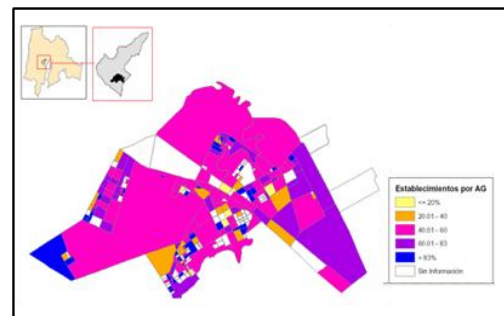 Establecimientos por AG
<= 20%
20.01 - 40
40.01 - 60
60.01 - 83
> 83%
Sin Información